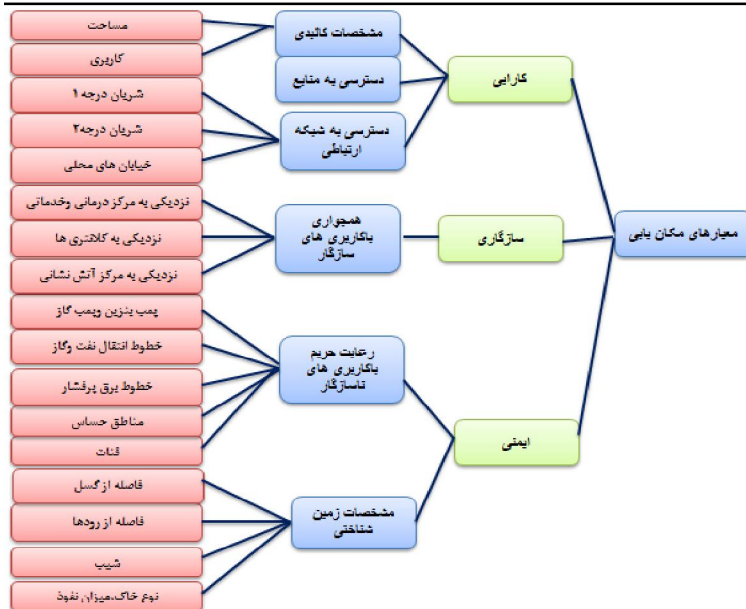 معیارهای مکان یابی
کارایی
مشخصات کالبدی
مساحت
کاربری
دسترسی به منابع
دسترسی به شبکه
ارتباطی
شریان درجه ۱
شریان درجه۲
خیابان های محلی
سازگاری
همجواری
باکاربری های
سازگار
نزدیکی به مرکز درمانی وخدماتی
نزدیکی به کلانتری ها
نزدیکی به مرکز آتش نشانی
ایمنی
رعایت حریم
باکاربری های
ناسازگار
پمپ بنزین وپمپ گاز
خطوط انتقال نفت وگاز
خطوط برق پرفشار
مناطق حساس
قنات
مشخصات زمین
شناختی
فاصله از گسل
فاصله از رودها
شیب
نوع خاک،میزان نفوذ